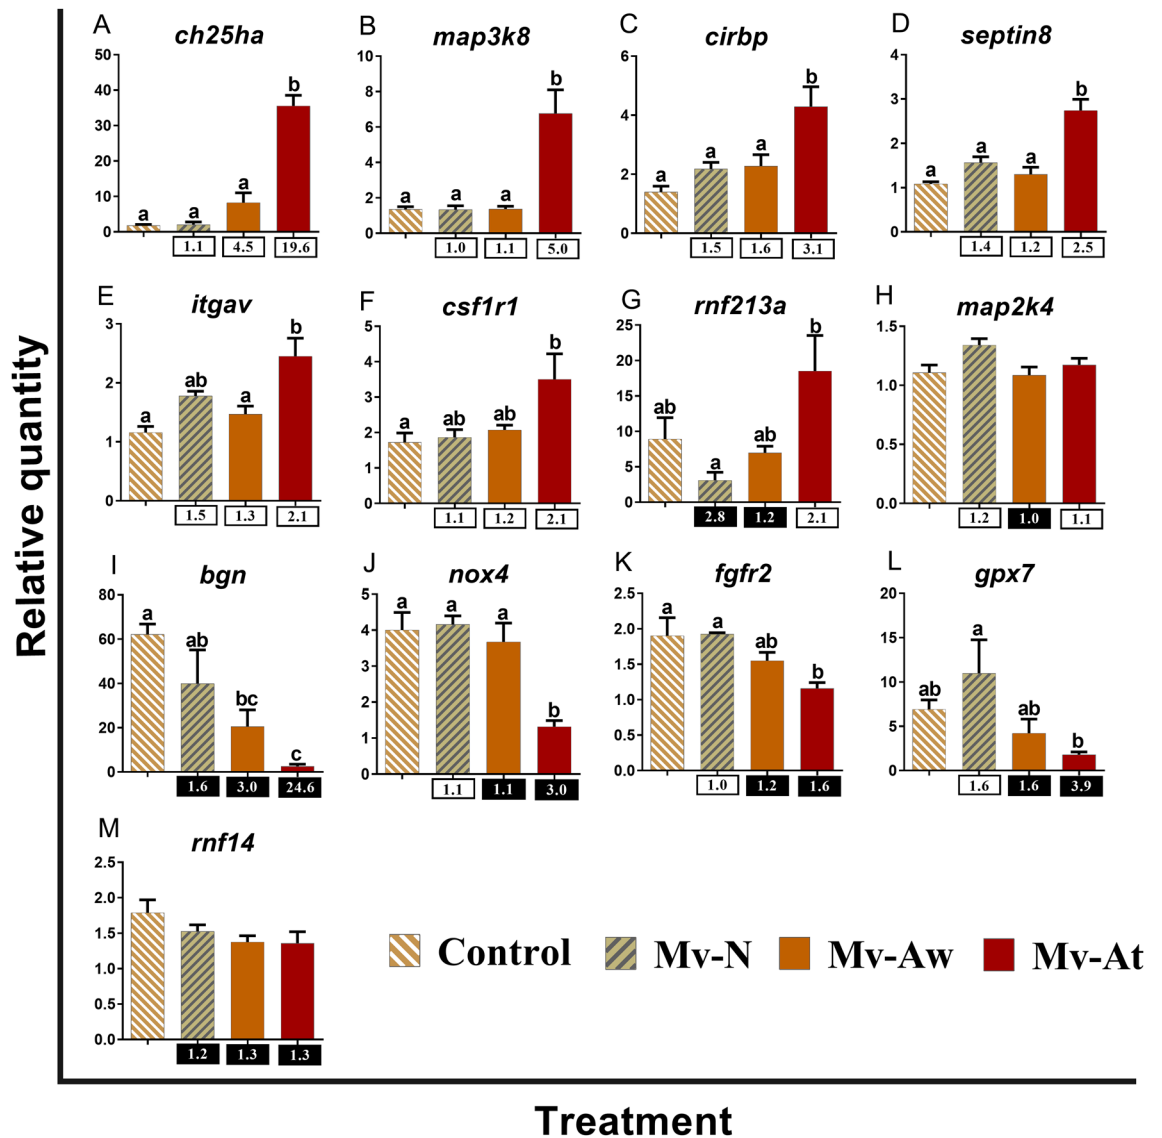 A
ch25ha
50
40
30
20
10
0
a
a
a
b
1.1 4.5 19.6
B
map3k8
10
8
6
4
2
0
a
a
a
b
1.0 1.1 5.0
C
cirbp
6
4
2
0
a
a
a
b
1.5 1.6 3.1
D
septin8
4
3
2
1
0
a
a
a
b
1.4 1.2 2.5
E
itgav
3
2
1
0
a
ab
a
b
1.5 1.3 2.1
F
csf1r1
5
4
3
2
1
0
a
ab
ab
b
1.1 1.2 2.1
G
rnf213a
25
20
15
10
5
0
ab
a
ab
b
2.8 1.2 2.1
H
map2k4
1.5
1.0
0.5
0.0
1.2 1.0 1.1
I
bgn
80
60
40
20
0
a
ab
bc
c
1.6 3.0 24.6
J
nox4
5
4
3
2
1
0
a
a
a
b
1.1 1.1 3.0
K
fgfr2
2.5
2.0
1.5
1.0
0.5
0.0
a
a
ab
b
1.0 1.2 1.6
L
gpx7
20
15
10
5
0
ab
a
ab
b
1.6 1.6 3.9
M
rnf14
2.5
2.0
1.5
1.0
0.5
0.0
1.2 1.3 1.3
Control Mv-N Mv-Aw Mv-At
Relative quantity
Treatment